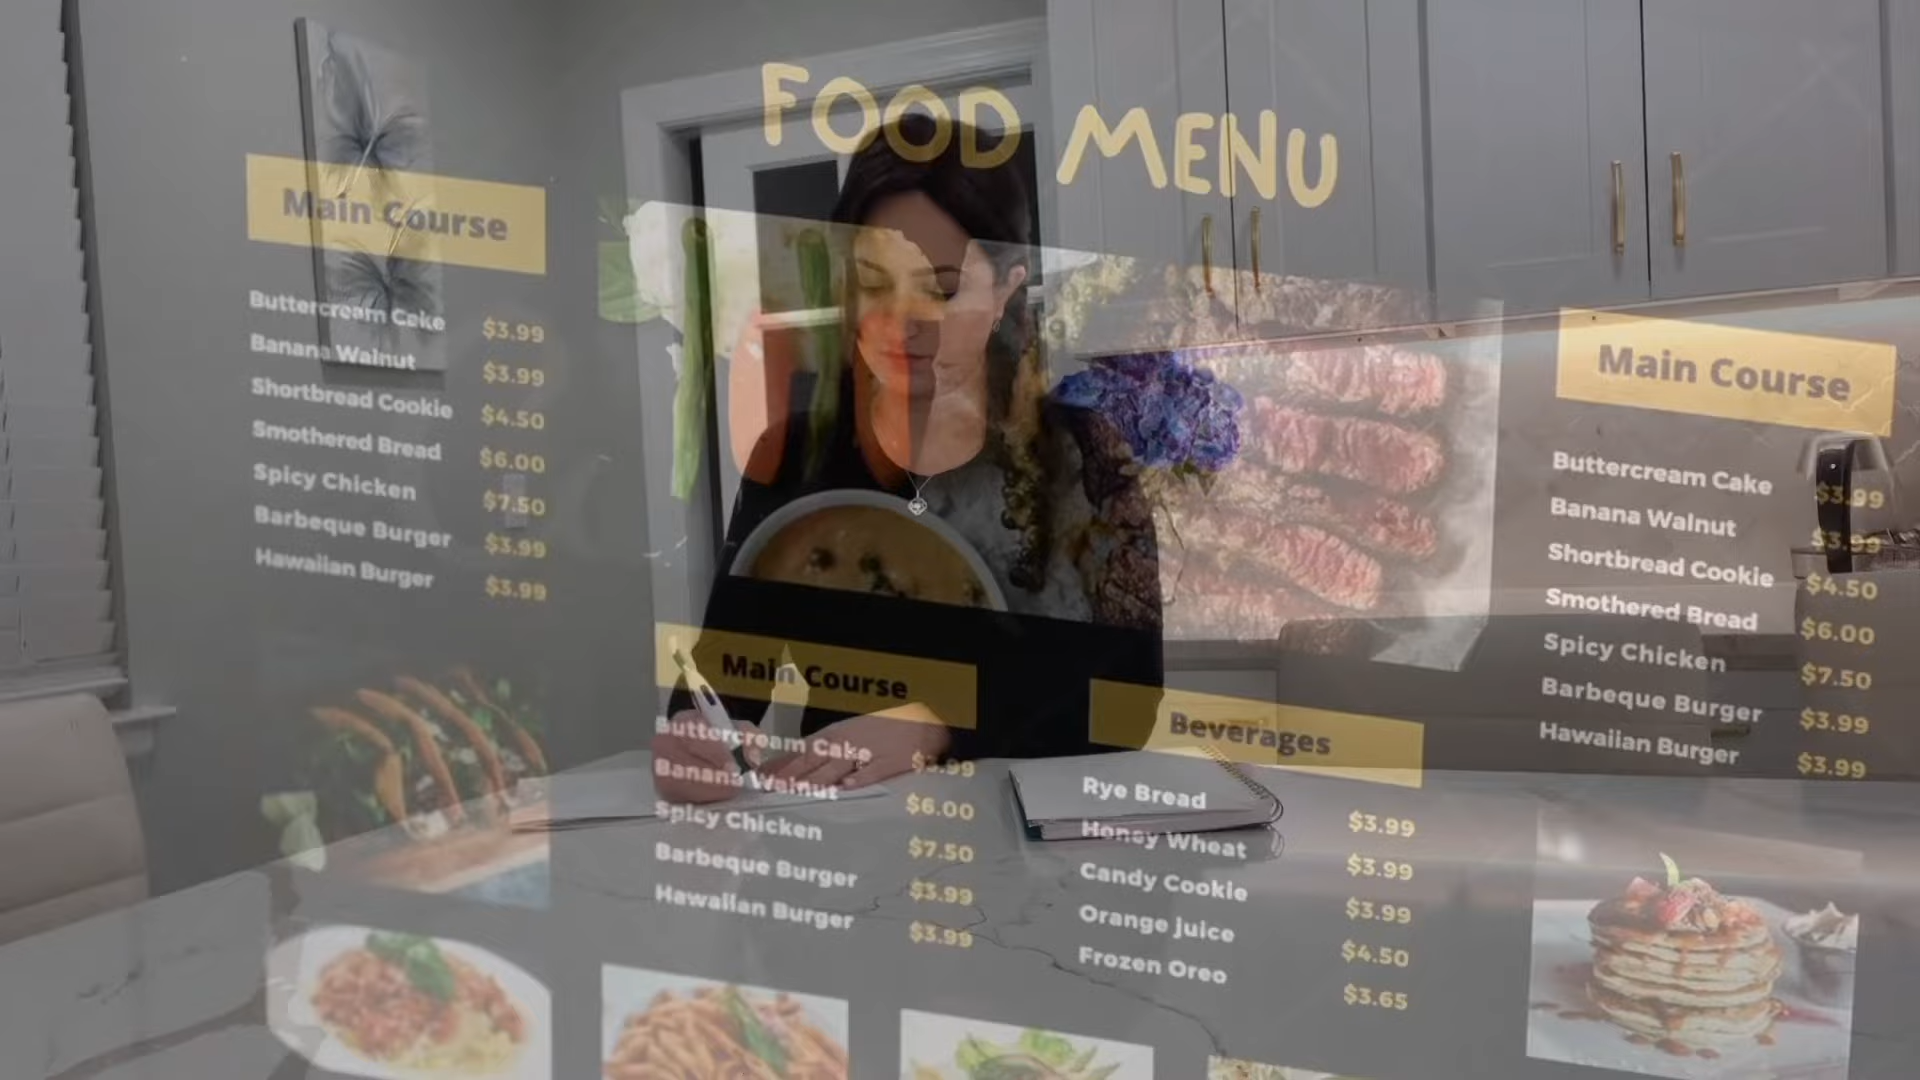 FOOD MENU
Main Course
Buttercream Cake $3.99
Banana Walnut $3.99
Shortbread Cookie $4.50
Smothered Bread $6.00
Spicy Chicken $7.50
Barbeque Burger $3.99
Hawaiian Burger $3.99
Main Course
Buttercream Cake $3.99
Banana Walnut $6.00
Spicy Chicken $7.50
Barbeque Burger $3.99
Hawaiian Burger $3.99
Beverages
Rye Bread $3.99
Honey Wheat $3.99
Candy Cookie $3.99
Orange Juice $4.50
Frozen Oreo $3.65
Main Course
Buttercream Cake $3.99
Banana Walnut $3.99
Shortbread Cookie $4.50
Smothered Bread $6.00
Spicy Chicken $7.50
Barbeque Burger $3.99
Hawaiian Burger $3.99